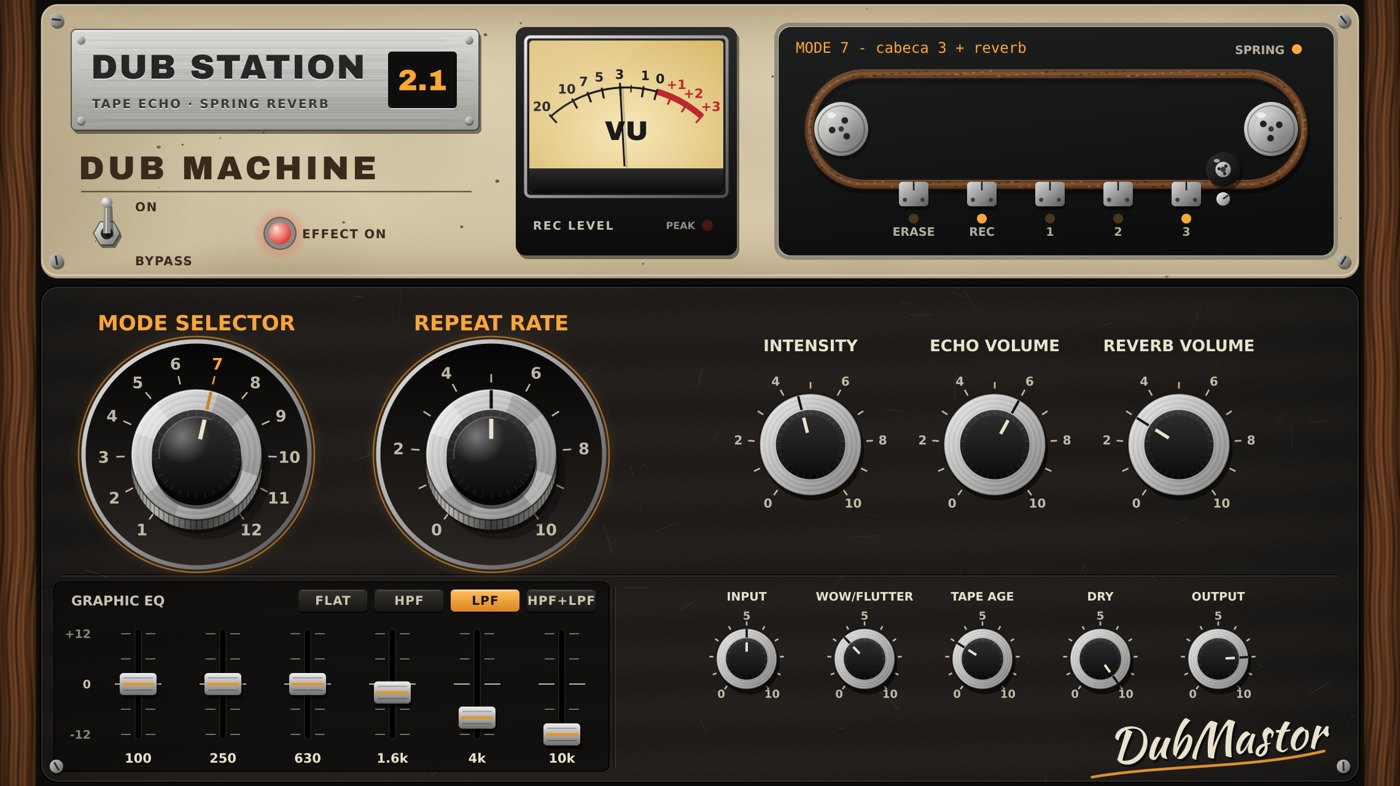 DUB STATION
2.1
TAPE ECHO · SPRING REVERB
DUB MACHINE
ON
EFFECT ON
BYPASS
20 10 7 5 3 1 0 +1 +2 +3
VU
REC LEVEL
PEAK
MODE 7 - cabeca 3 + reverb
SPRING
ERASE REC 1 2 3
MODE SELECTOR
1 2 3 4 5 6 7 8 9 10 11 12
REPEAT RATE
0 2 4 6 8 10
INTENSITY
0 2 4 6 8 10
ECHO VOLUME
0 2 4 6 8 10
REVERB VOLUME
0 2 4 6 8 10
GRAPHIC EQ
FLAT HPF LPF HPF+LPF
+12
0
-12
100 250 630 1.6k 4k 10k
INPUT
0 5 10
WOW/FLUTTER
0 5 10
TAPE AGE
0 5 10
DRY
0 5 10
OUTPUT
0 5 10
DubMastor